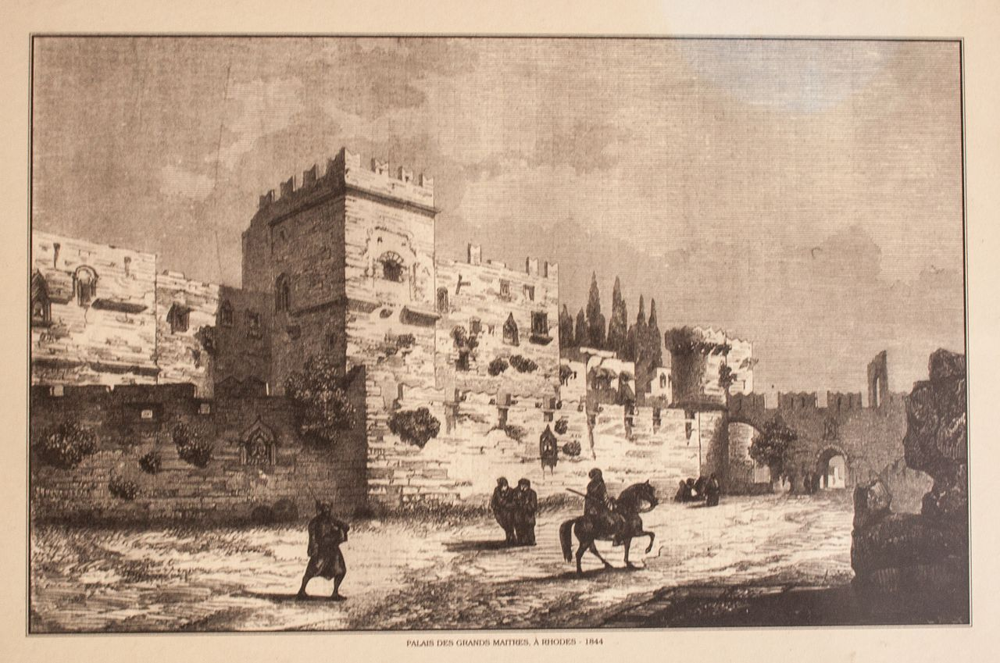 PALAIS DES GRANDS MAITRES, À RHODES - 1844